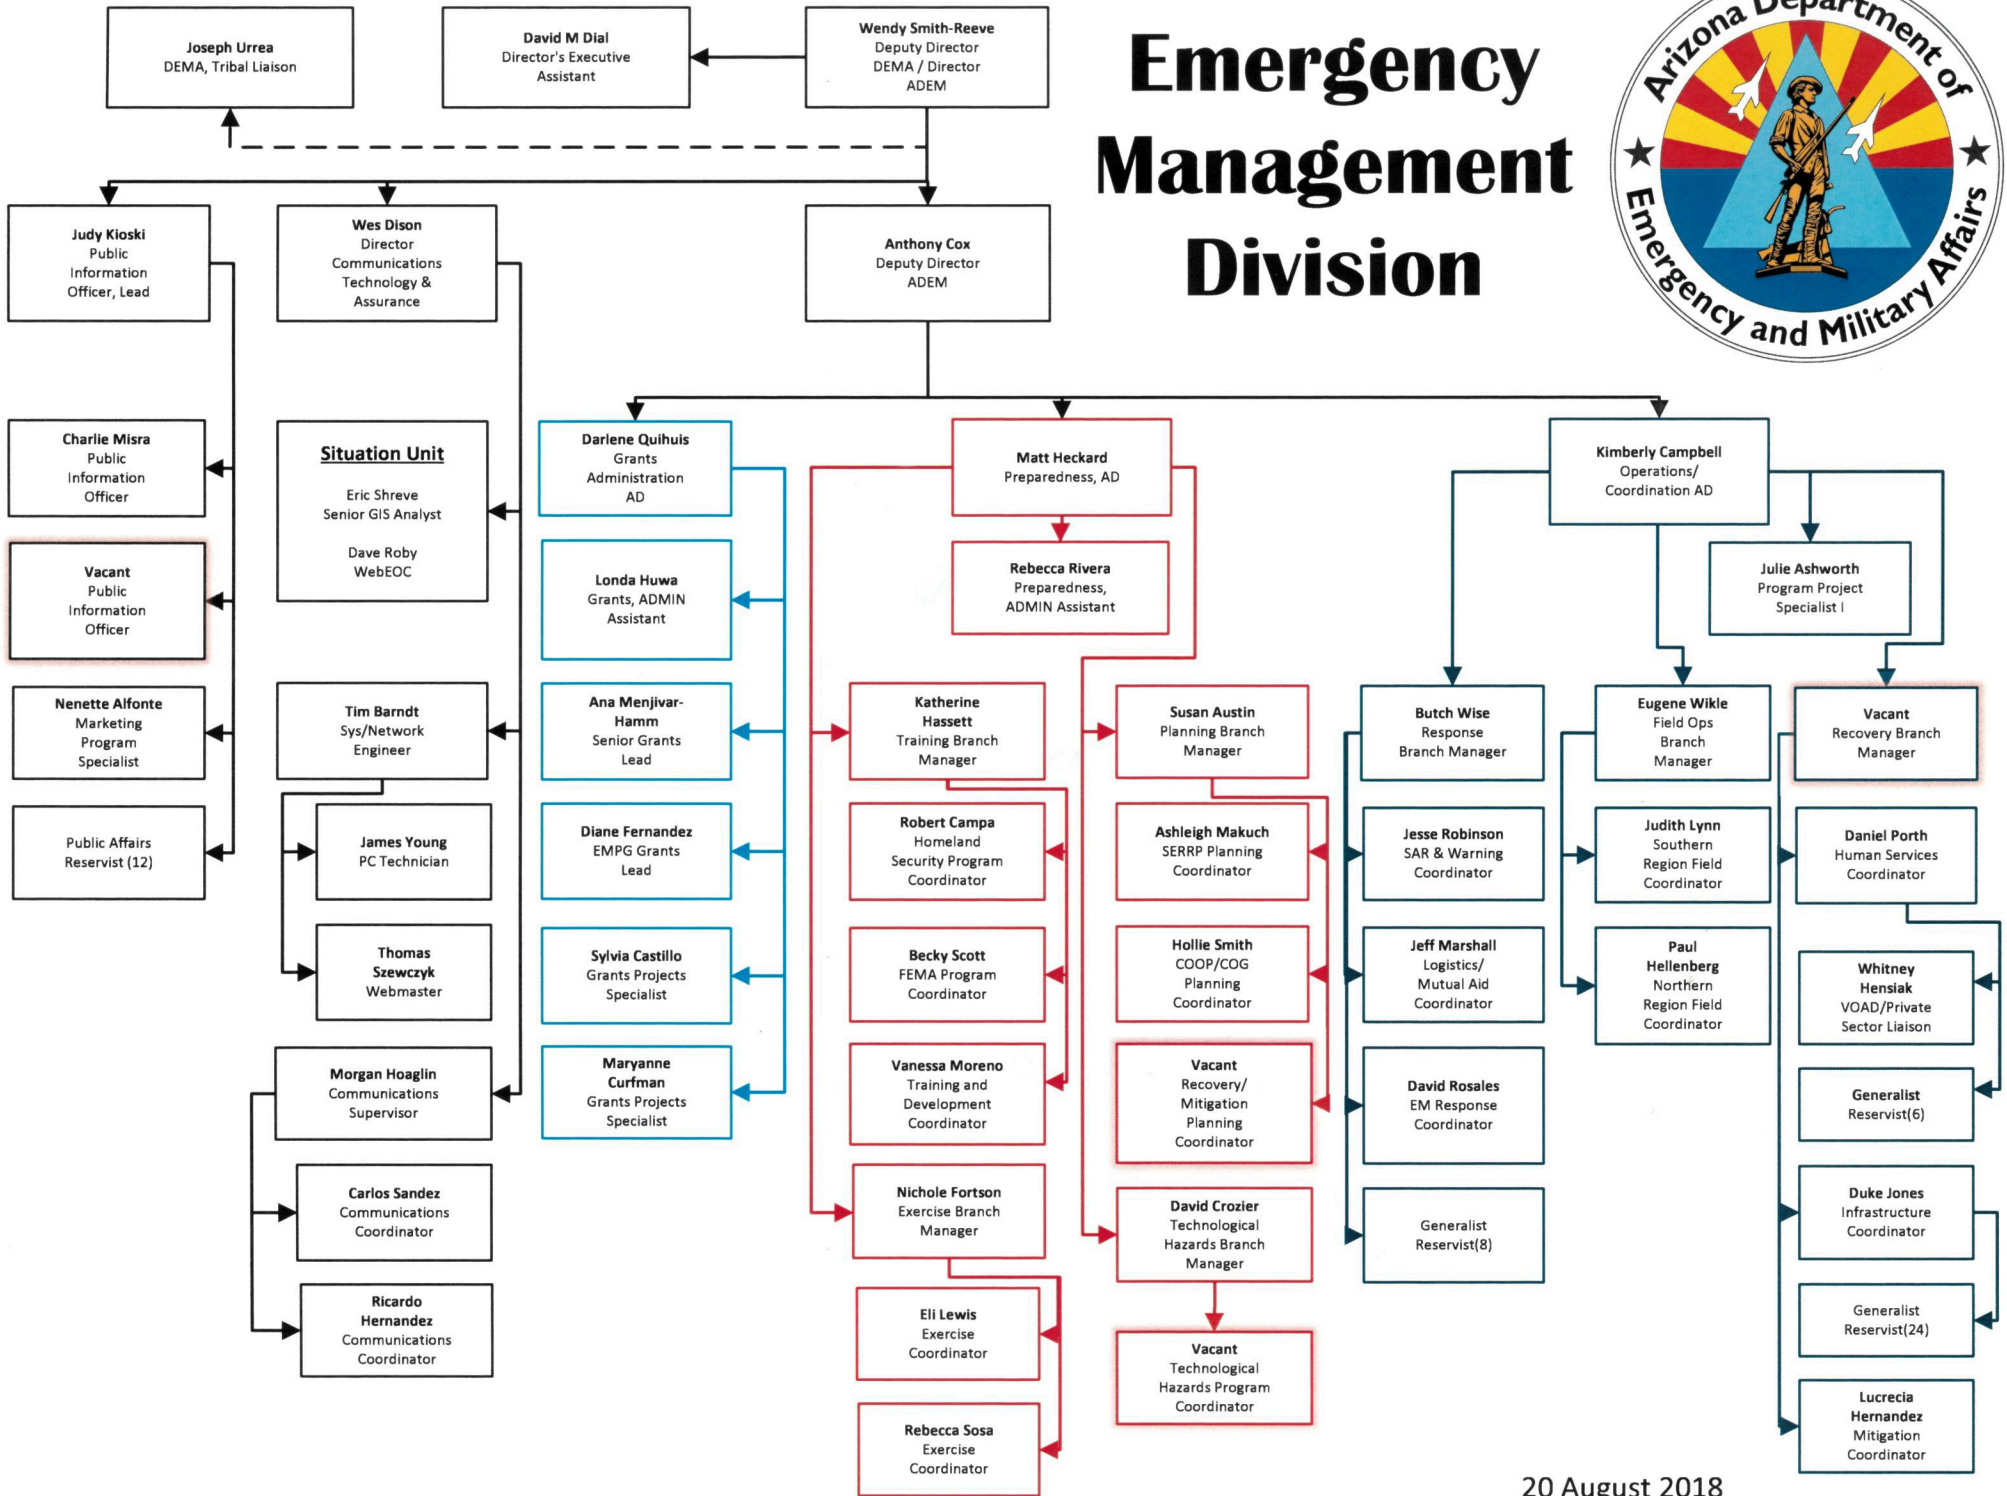 Emergency
Management
Division
Arizona Department of
Emergency and Military Affairs
Joseph Urrea
DEMA, Tribal Liaison
David M Dial
Director's Executive
Assistant
Wendy Smith-Reeve
Deputy Director
DEMA / Director
ADEM
Judy Kioski
Public
Information
Officer, Lead
Wes Dison
Director
Communications
Technology &
Assurance
Anthony Cox
Deputy Director
ADEM
Charlie Misra
Public
Information
Officer
Vacant
Public
Information
Officer
Nenette Alfonte
Marketing
Program
Specialist
Public Affairs
Reservist (12)
Situation Unit
Eric Shreve
Senior GIS Analyst
Dave Roby
WebEOC
Tim Barndt
Sys/Network
Engineer
James Young
PC Technician
Thomas
Szewczyk
Webmaster
Morgan Hoaglin
Communications
Supervisor
Carlos Sandez
Communications
Coordinator
Ricardo
Hernandez
Communications
Coordinator
Darlene Quihuis
Grants
Administration
AD
Londa Huwa
Grants, ADMIN
Assistant
Ana Menjivar-
Hamm
Senior Grants
Lead
Diane Fernandez
EMPG Grants
Lead
Sylvia Castillo
Grants Projects
Specialist
Maryanne
Curfman
Grants Projects
Specialist
Matt Heckard
Preparedness, AD
Rebecca Rivera
Preparedness,
ADMIN Assistant
Katherine
Hassett
Training Branch
Manager
Robert Campa
Homeland
Security Program
Coordinator
Becky Scott
FEMA Program
Coordinator
Vanessa Moreno
Training and
Development
Coordinator
Nichole Fortson
Exercise Branch
Manager
Eli Lewis
Exercise
Coordinator
Rebecca Sosa
Exercise
Coordinator
Susan Austin
Planning Branch
Manager
Ashleigh Makuch
SERRP Planning
Coordinator
Hollie Smith
COOP/COG
Planning
Coordinator
Vacant
Recovery/
Mitigation
Planning
Coordinator
David Crozier
Technological
Hazards Branch
Manager
Vacant
Technological
Hazards Program
Coordinator
Kimberly Campbell
Operations/
Coordination AD
Julie Ashworth
Program Project
Specialist I
Butch Wise
Response
Branch Manager
Jesse Robinson
SAR & Warning
Coordinator
Jeff Marshall
Logistics/
Mutual Aid
Coordinator
David Rosales
EM Response
Coordinator
Generalist
Reservist(8)
Eugene Wikle
Field Ops
Branch
Manager
Judith Lynn
Southern
Region Field
Coordinator
Paul
Hellenberg
Northern
Region Field
Coordinator
Vacant
Recovery Branch
Manager
Daniel Porth
Human Services
Coordinator
Whitney
Hensiak
VOAD/Private
Sector Liaison
Generalist
Reservist(6)
Duke Jones
Infrastructure
Coordinator
Generalist
Reservist(24)
Lucrecia
Hernandez
Mitigation
Coordinator
20 August 2018